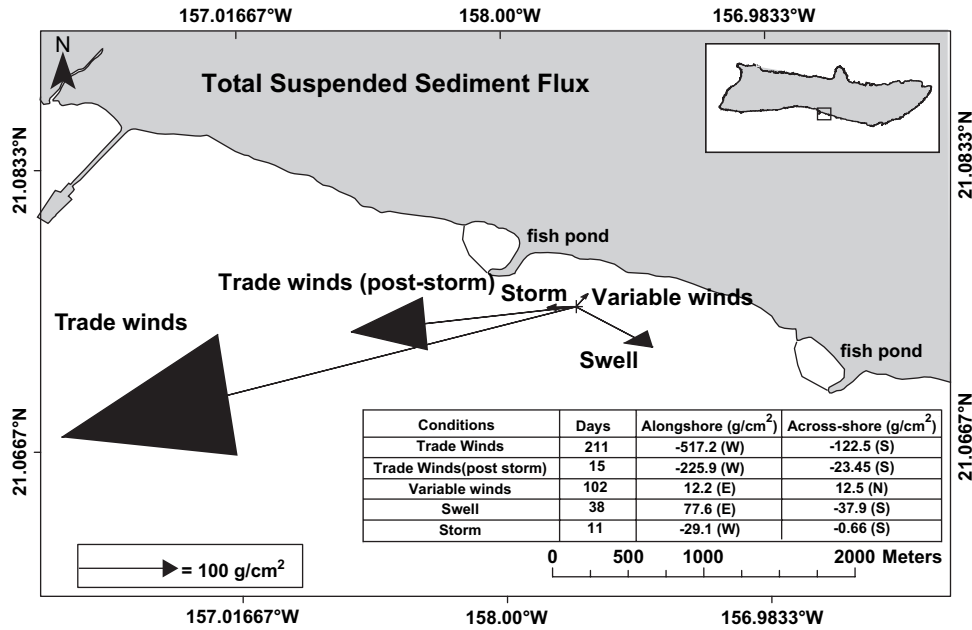 157.01667°W 158.00°W 156.9833°W
N
Total Suspended Sediment Flux
21.0833°N
21.0833°N
fish pond
Trade winds (post-storm)
Storm
Variable winds
Trade winds
Swell
fish pond
21.0667°N
21.0667°N
Conditions Days Alongshore (g/cm²) Across-shore (g/cm²)
Trade Winds 211 -517.2 (W) -122.5 (S)
Trade Winds(post storm) 15 -225.9 (W) -23.45 (S)
Variable winds 102 12.2 (E) 12.5 (N)
Swell 38 77.6 (E) -37.9 (S)
Storm 11 -29.1 (W) -0.66 (S)
0 500 1000 2000 Meters
= 100 g/cm²
157.01667°W 158.00°W 156.9833°W